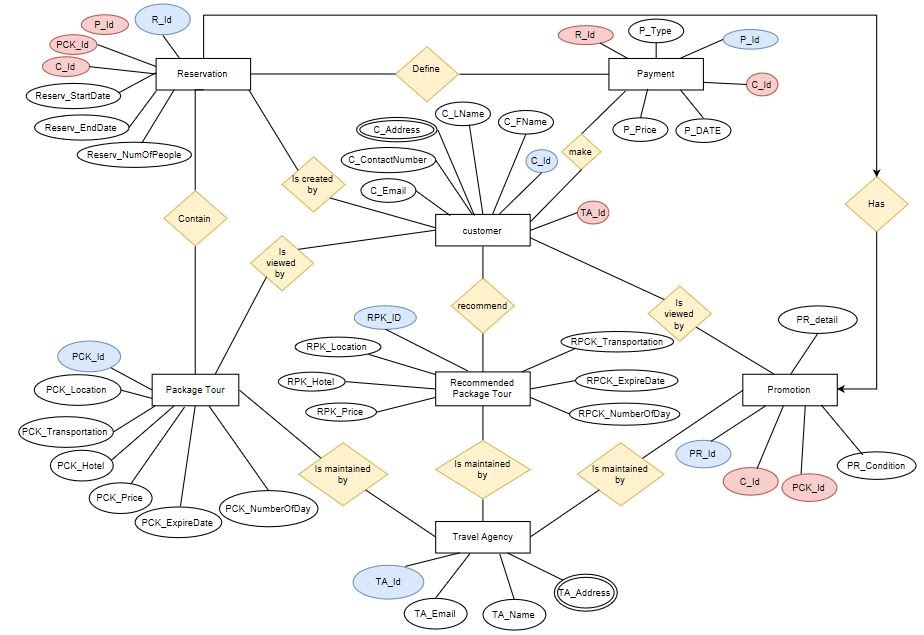 R_Id
P_Id
PCK_Id
C_Id
Reservation
Reserv_StartDate
Reserv_EndDate
Reserv_NumOfPeople
Define
R_Id
P_Type
P_Id
Payment
C_Id
P_Price
P_DATE
C_Address
C_LName
C_FName
C_ContactNumber
C_Id
C_Email
make
Is created
by
TA_Id
customer
Contain
Has
Is
viewed
by
recommend
Is
viewed
by
PR_detail
RPK_ID
RPK_Location
RPK_Hotel
RPK_Price
RPCK_Transportation
RPCK_ExpireDate
RPCK_NumberOfDay
Recommended
Package Tour
PCK_Id
PCK_Location
Package Tour
PCK_Transportation
PCK_Hotel
PCK_Price
PCK_ExpireDate
PCK_NumberOfDay
Promotion
PR_Id
C_Id
PCK_Id
PR_Condition
Is maintained
by
Is maintained
by
Is maintained
by
Travel Agency
TA_Id
TA_Email
TA_Name
TA_Address